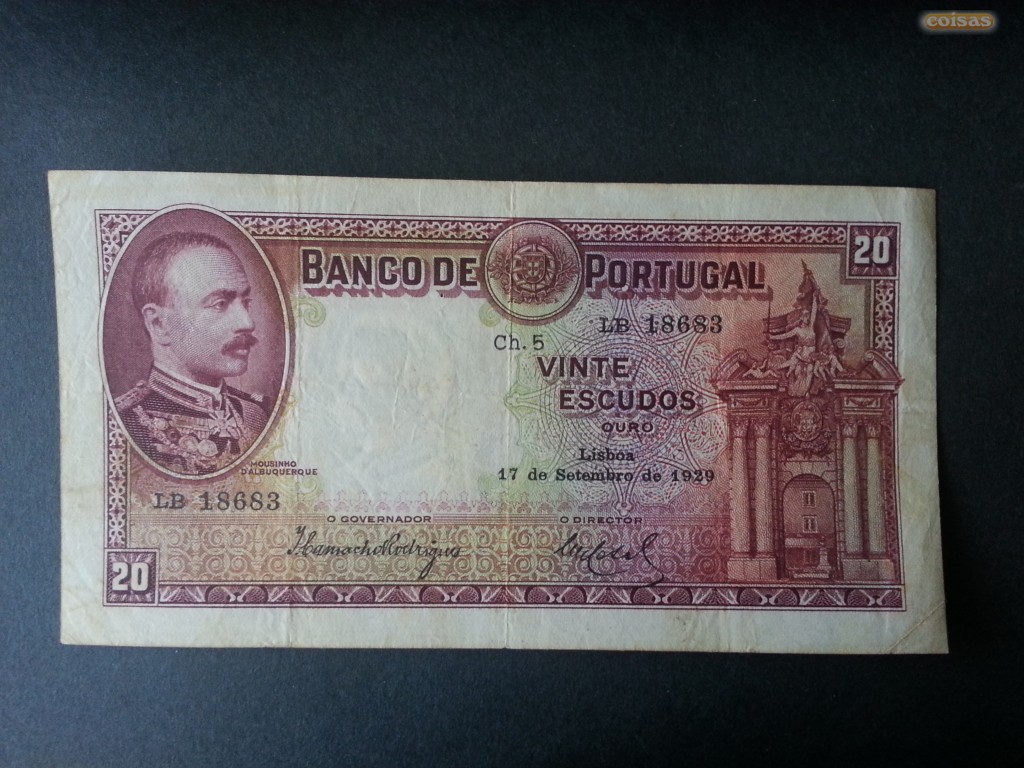 coisas
20
BANCO DE PORTUGAL
LB 18683
Ch. 5
VINTE
ESCUDOS
OURO
Lisboa
17 de Setembro de 1929
MOUSINHO
D'ALBUQUERQUE
LB 18683
O GOVERNADOR
O DIRECTOR
20